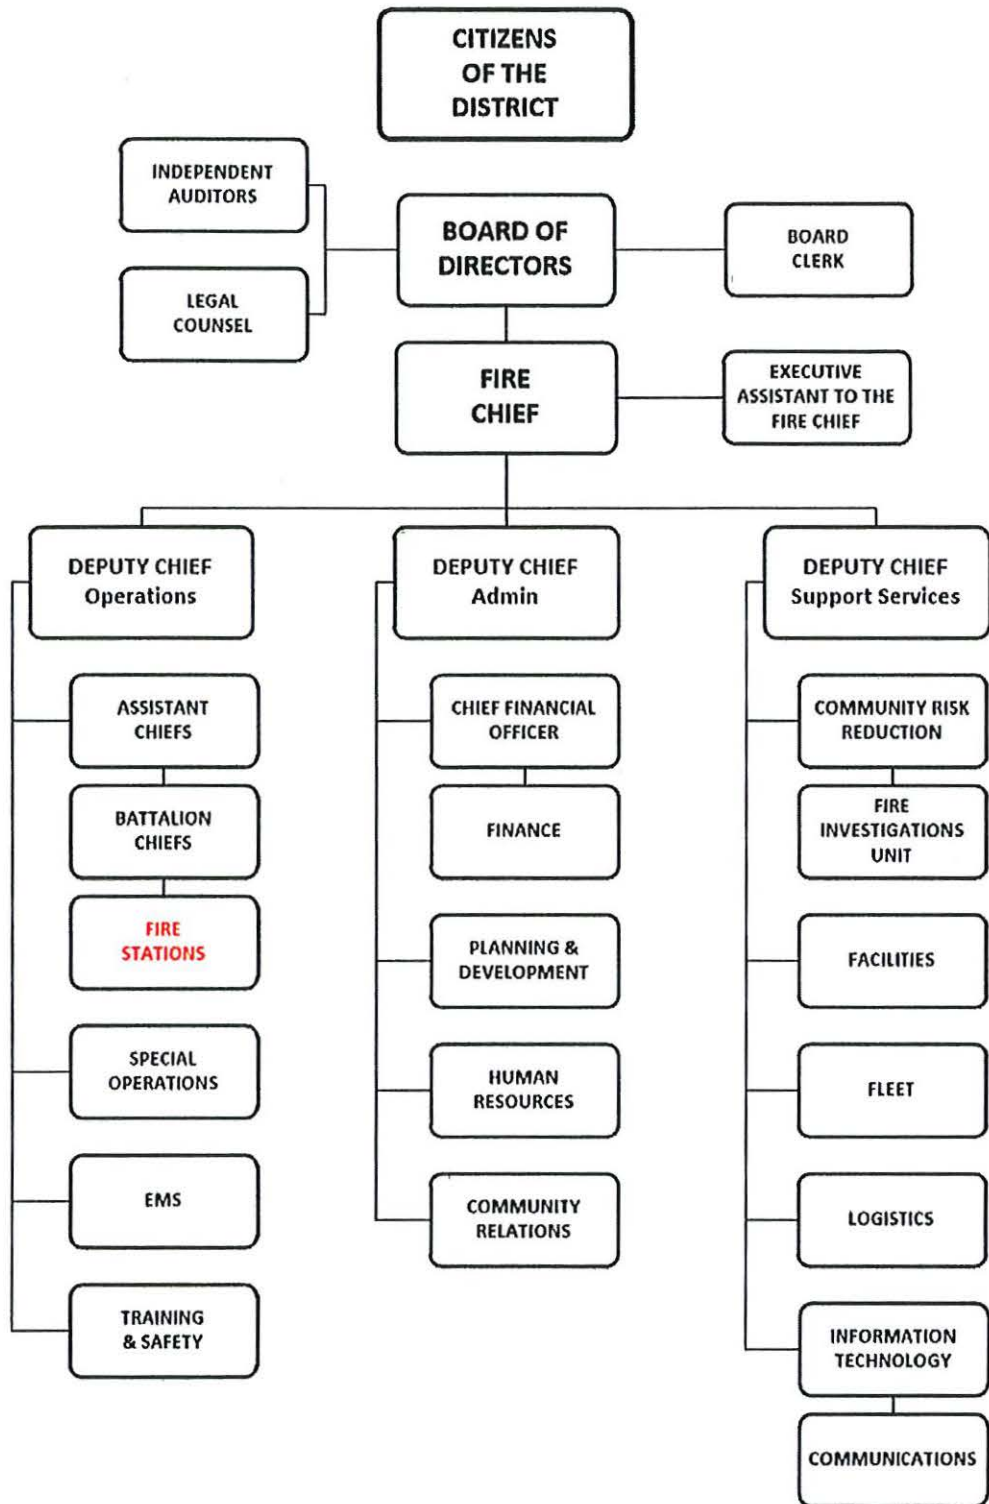 CITIZENS
OF THE
DISTRICT
INDEPENDENT
AUDITORS
BOARD OF
DIRECTORS
BOARD
CLERK
LEGAL
COUNSEL
FIRE
CHIEF
EXECUTIVE
ASSISTANT TO THE
FIRE CHIEF
DEPUTY CHIEF
Operations
ASSISTANT
CHIEFS
BATTALION
CHIEFS
FIRE
STATIONS
SPECIAL
OPERATIONS
EMS
TRAINING
& SAFETY
DEPUTY CHIEF
Admin
CHIEF FINANCIAL
OFFICER
FINANCE
PLANNING &
DEVELOPMENT
HUMAN
RESOURCES
COMMUNITY
RELATIONS
DEPUTY CHIEF
Support Services
COMMUNITY RISK
REDUCTION
FIRE
INVESTIGATIONS
UNIT
FACILITIES
FLEET
LOGISTICS
INFORMATION
TECHNOLOGY
COMMUNICATIONS